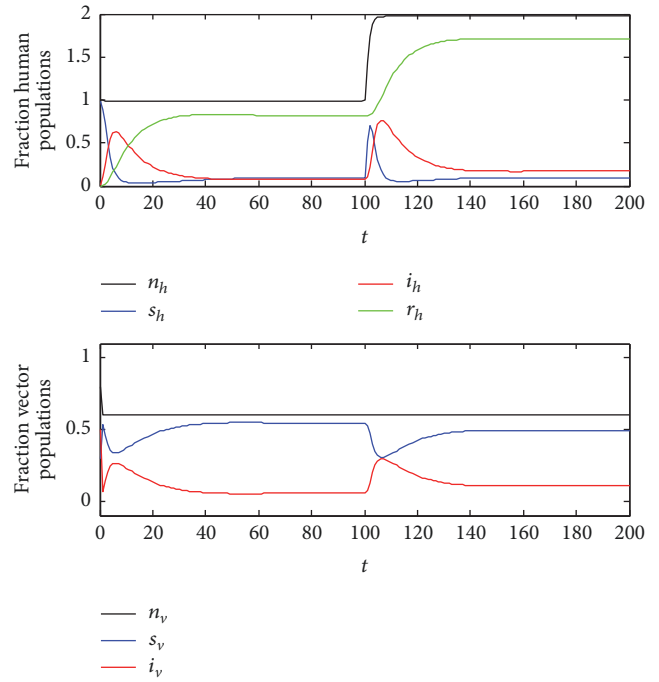 Fraction human
populations
2
1.5
1
0.5
0
0 20 40 60 80 100 120 140 160 180 200
t
n_h i_h
s_h r_h
Fraction vector
populations
1
0.5
0
0 20 40 60 80 100 120 140 160 180 200
t
n_v
s_v
i_v